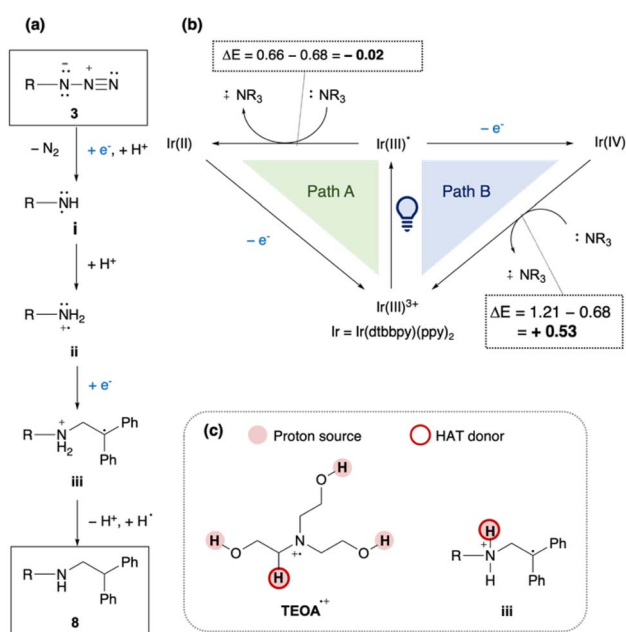 (a)
R–N̈–N≡N̈
− +
3
– N₂ + e⁻, + H⁺
R–N̈H
i
+ H⁺
R–N̈H₂
+•
ii
+ e⁻
R–N⁺H₂ Ph
Ph
iii
– H⁺, + H•
R–N Ph
H Ph
8
(b)
ΔE = 0.66 – 0.68 = – 0.02
‡ NR₃ : NR₃
Ir(II) Ir(III)* – e⁻ Ir(IV)
Path A Path B
– e⁻ : NR₃
‡ NR₃
Ir(III)³⁺
Ir = Ir(dtbbpy)(ppy)₂
ΔE = 1.21 – 0.68
= + 0.53
(c) Proton source HAT donor
H
O
H O N O H
+•
H
TEOA•⁺
H
R–N⁺ Ph
H Ph
iii